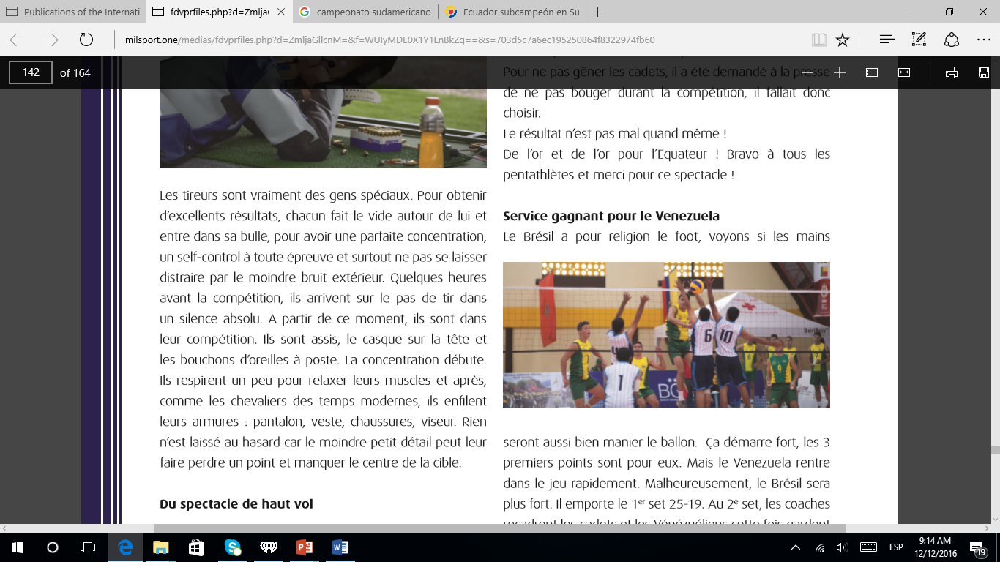 Publications of the Internati
fdvprfiles.php?d=ZmljaG
campeonato sudamericano
Ecuador subcampeón en Su
milsport.one/medias/fdvprfiles.php?d=ZmljaGllcnM=&f=WUIyMDE0X1Y1LnBkZg==&s=703d5c7a6ec195250864f8322974fb60
142 of 164
Les tireurs sont vraiment des gens spéciaux. Pour obtenir
d'excellents résultats, chacun fait le vide autour de lui et
entre dans sa bulle, pour avoir une parfaite concentration,
un self-control à toute épreuve et surtout ne pas se laisser
distraire par le moindre bruit extérieur. Quelques heures
avant la compétition, ils arrivent sur le pas de tir dans
un silence absolu. A partir de ce moment, ils sont dans
leur compétition. Ils sont assis, le casque sur la tête et
les bouchons d'oreilles à poste. La concentration débute.
Ils respirent un peu pour relaxer leurs muscles et après,
comme les chevaliers des temps modernes, ils enfilent
leurs armures : pantalon, veste, chaussures, viseur. Rien
n'est laissé au hasard car le moindre petit détail peut leur
faire perdre un point et manquer le centre de la cible.
Du spectacle de haut vol
Pour ne pas gêner les cadets, il a été demandé à la presse
de ne pas bouger durant la compétition, il fallait donc
choisir.
Le résultat n'est pas mal quand même !
De l'or et de l'or pour l'Equateur ! Bravo à tous les
pentathlètes et merci pour ce spectacle !
Service gagnant pour le Venezuela
Le Brésil a pour religion le foot, voyons si les mains
6
10
1
9
seront aussi bien manier le ballon. Ça démarre fort, les 3
premiers points sont pour eux. Mais le Venezuela rentre
dans le jeu rapidement. Malheureusement, le Brésil sera
plus fort. Il emporte le 1er set 25-19. Au 2e set, les coaches
recadrent les cadets et les Vénézuéliens cette fois gardent
ESP
9:14 AM
12/12/2016
19